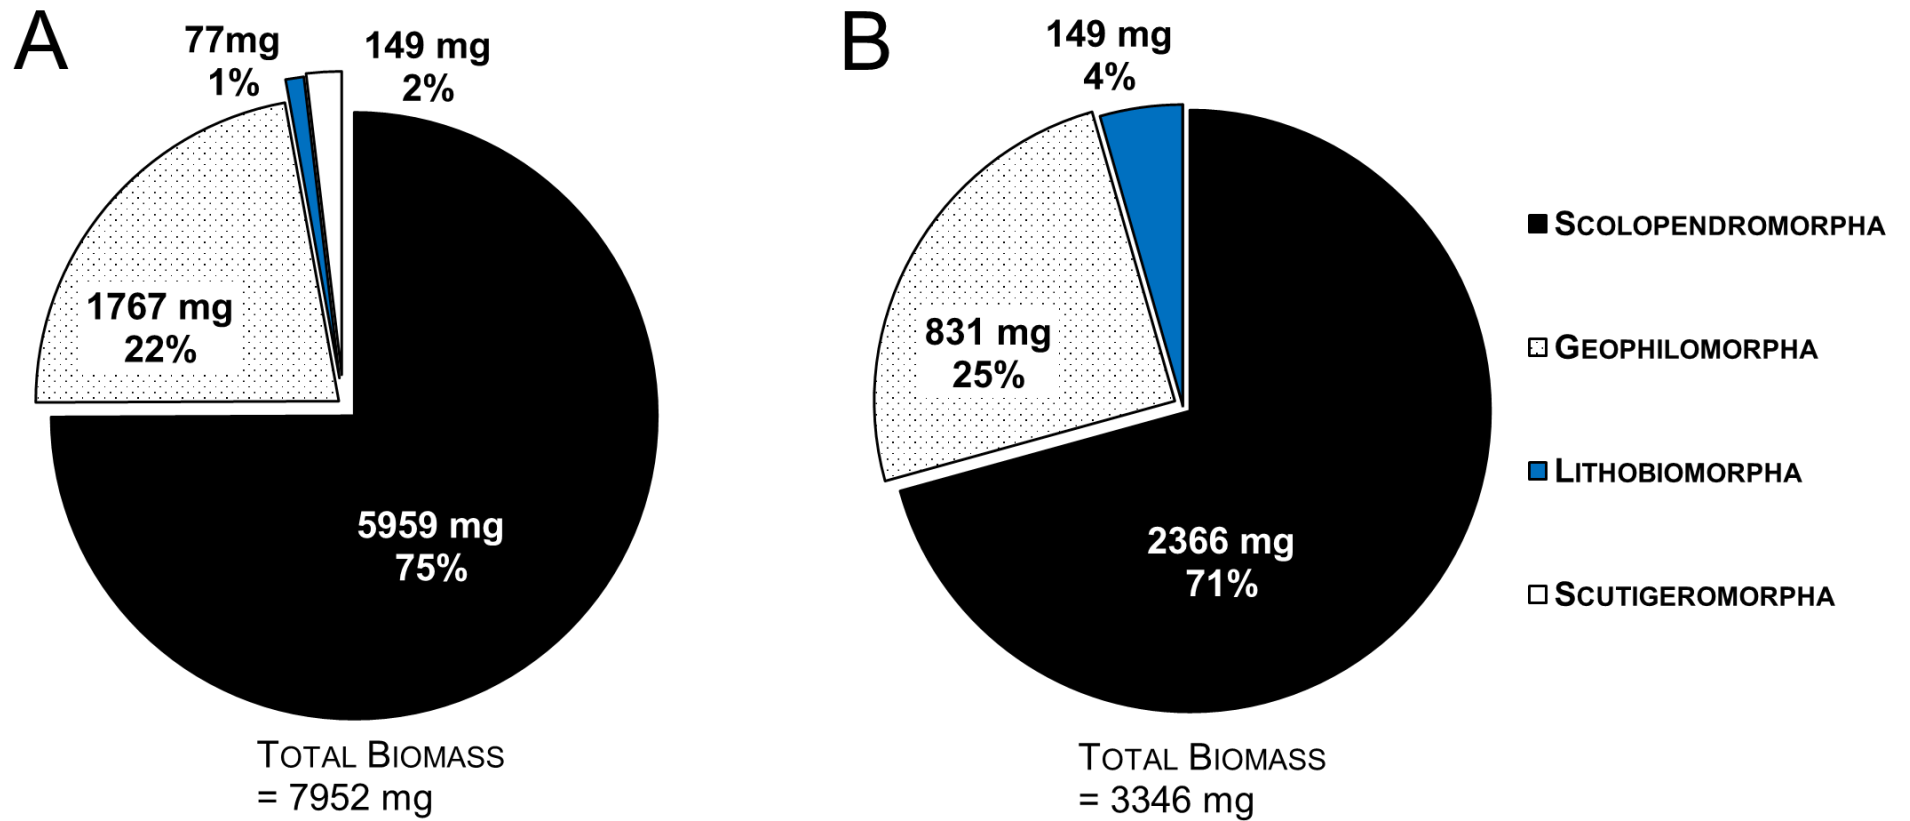 A
77mg
1%
149 mg
2%
1767 mg
22%
5959 mg
75%
TOTAL BIOMASS
= 7952 mg
B
149 mg
4%
831 mg
25%
2366 mg
71%
TOTAL BIOMASS
= 3346 mg
SCOLOPENDROMORPHA
GEOPHILOMORPHA
LITHOBIOMORPHA
SCUTIGEROMORPHA